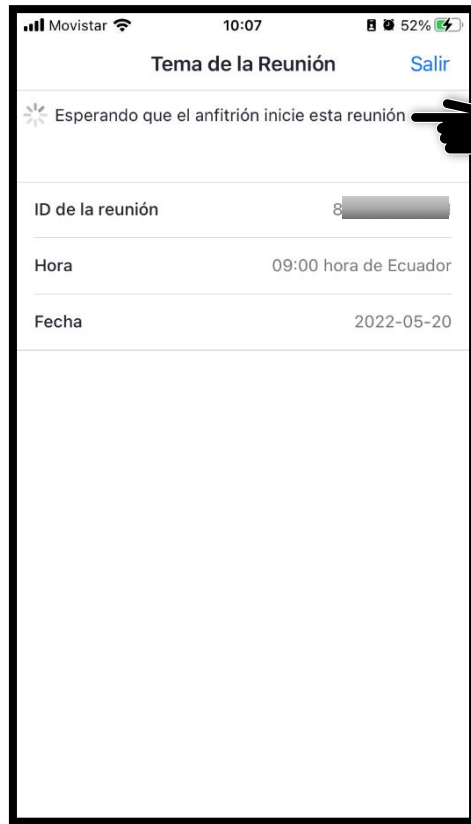 Movistar 10:07 52%
Tema de la Reunión Salir
Esperando que el anfitrión inicie esta reunión
ID de la reunión 8
Hora 09:00 hora de Ecuador
Fecha 2022-05-20